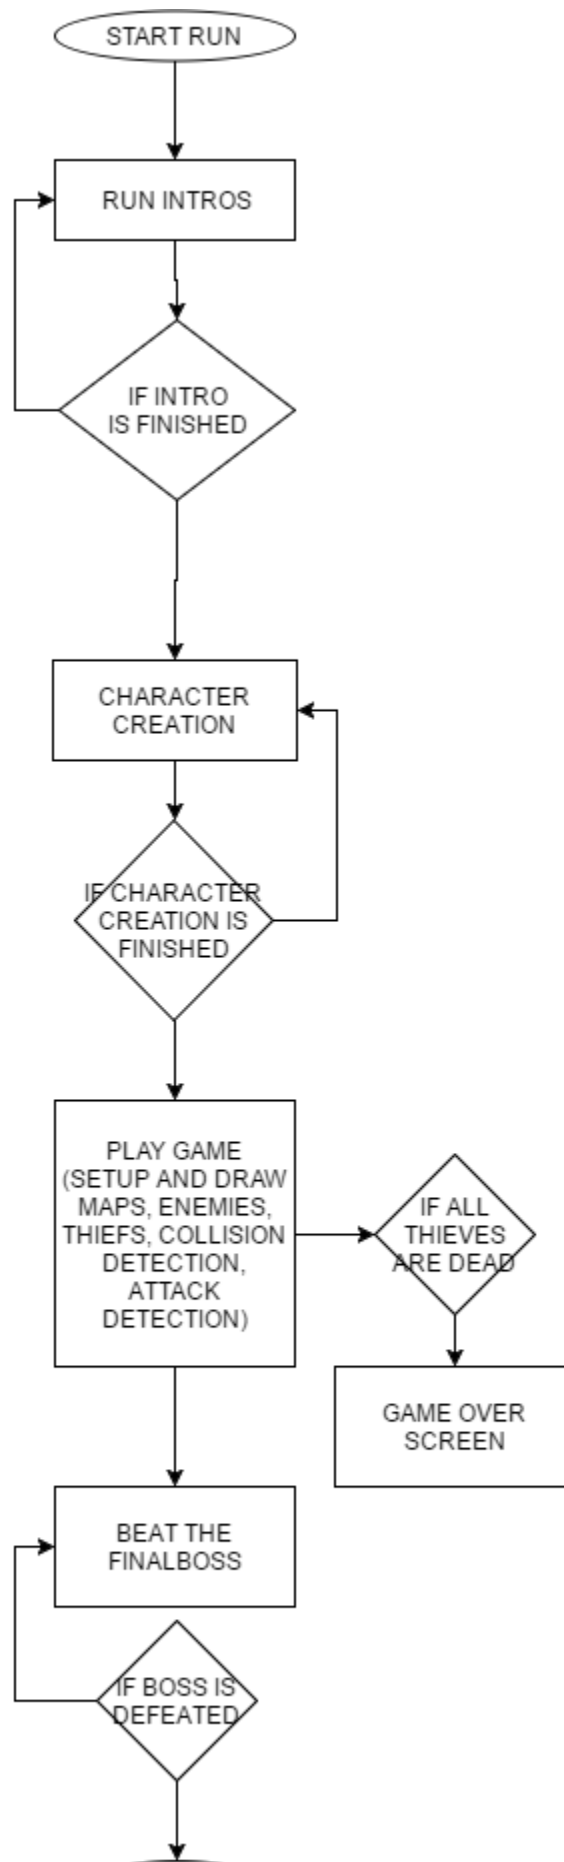 START RUN
RUN INTROS
IF INTRO
IS FINISHED
CHARACTER
CREATION
IF CHARACTER
CREATION IS
FINISHED
PLAY GAME
(SETUP AND DRAW
MAPS, ENEMIES,
THIEFS, COLLISION
DETECTION,
ATTACK
DETECTION)
IF ALL
THIEVES
ARE DEAD
GAME OVER
SCREEN
BEAT THE
FINALBOSS
IF BOSS IS
DEFEATED